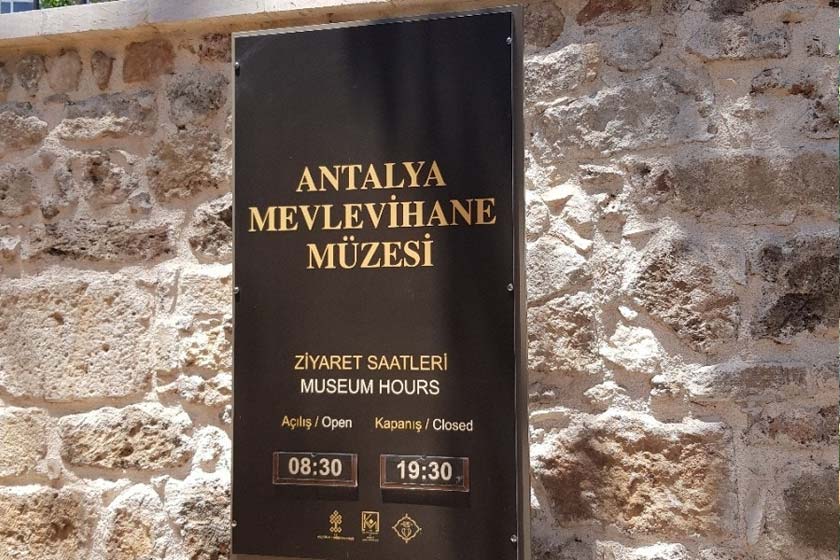 ANTALYA
MEVLEVİHANE
MÜZESİ
ZİYARET SAATLERİ
MUSEUM HOURS
Açılış / Open Kapanış / Closed
08:30 19:30